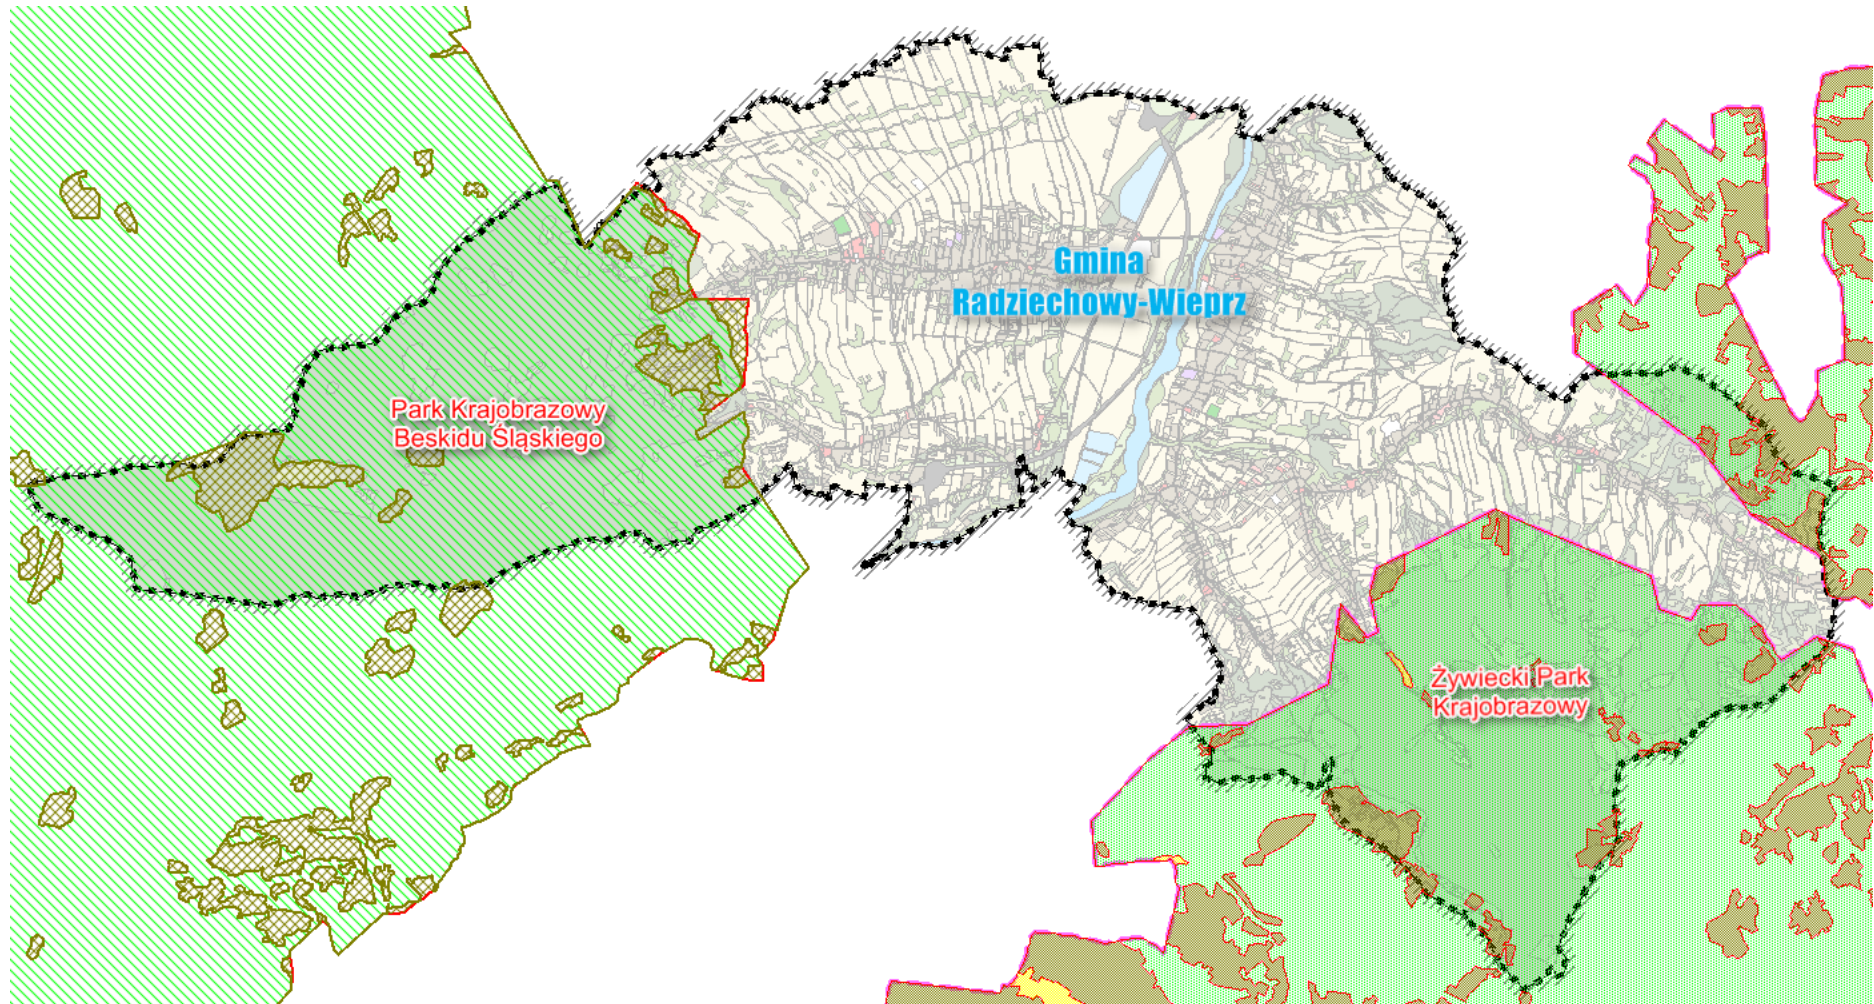 Gmina
Radziechowy-Wieprz
Park Krajobrazowy
Beskidu Śląskiego
Żywiecki Park
Krajobrazowy